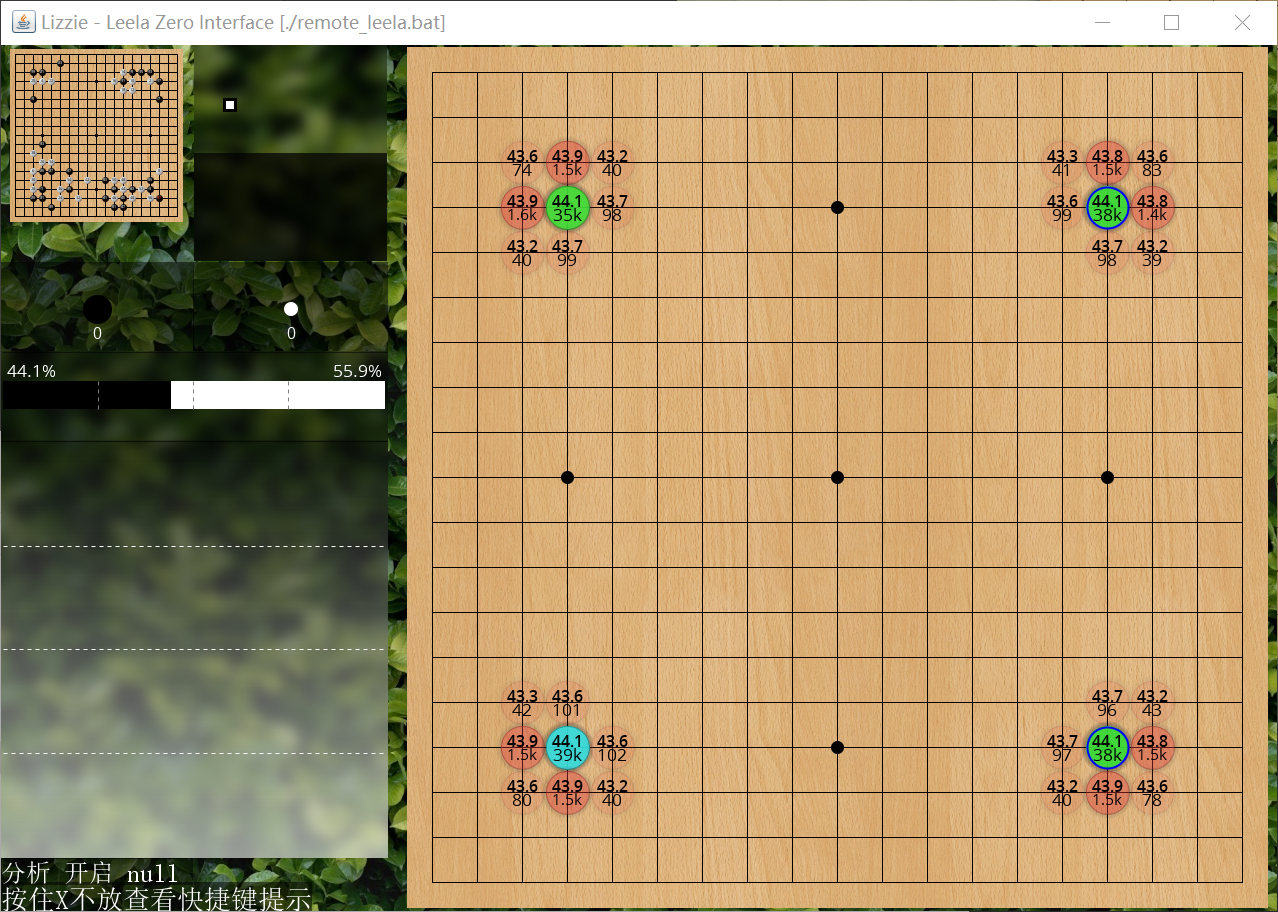 Lizzie - Leela Zero Interface [./remote_leela.bat]
0 0
44.1% 55.9%
分析 开启 null
按住X不放查看快捷键提示
43.6 43.9 43.2 43.3 43.8 43.6
74 1.5k 40 41 1.5k 83
43.9 44.1 43.7 43.6 44.1 43.8
1.6k 35k 98 99 38k 1.4k
43.2 43.7 43.7 43.2
40 99 98 39
43.3 43.6 43.7 43.2
42 101 96 43
43.9 44.1 43.6 43.7 44.1 43.8
1.5k 39k 102 97 38k 1.5k
43.6 43.9 43.2 43.2 43.9 43.6
80 1.5k 40 40 1.5k 78